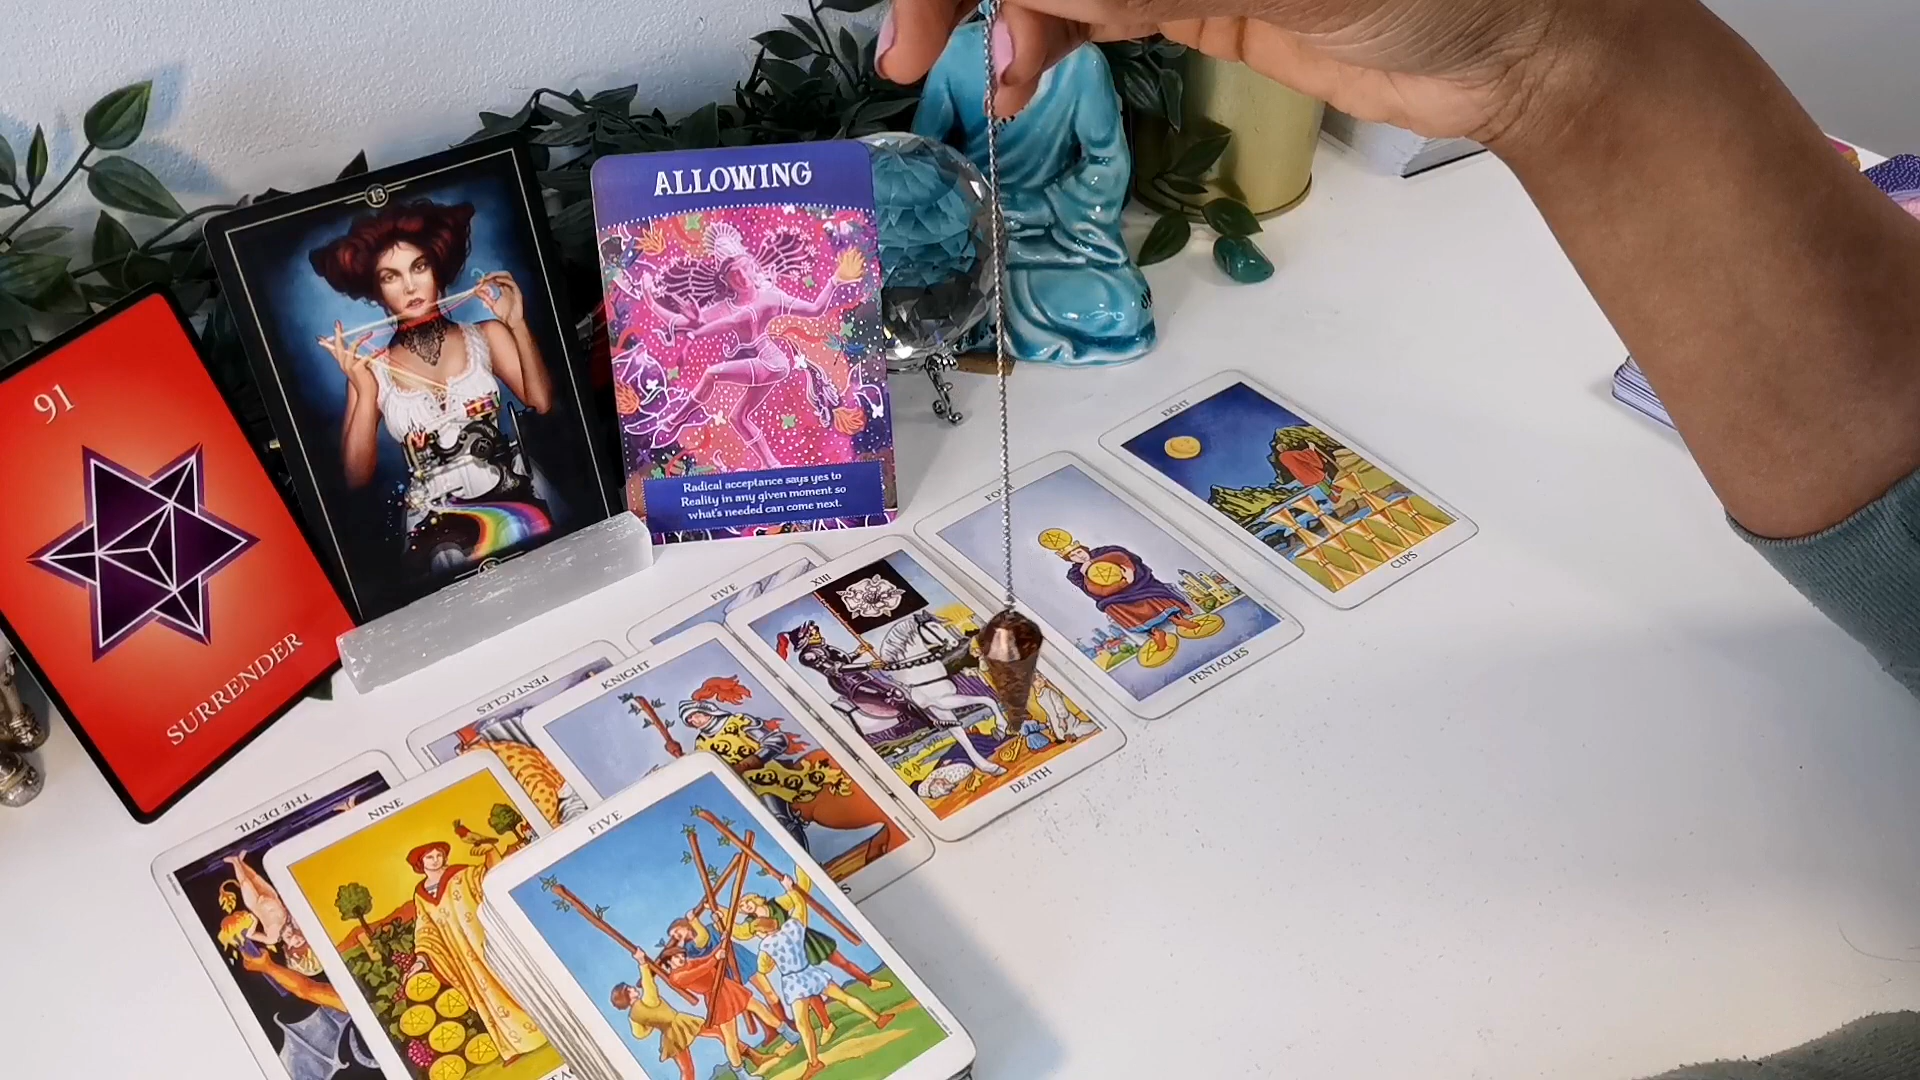 91
SURRENDER
13
ALLOWING
Radical acceptance says yes to
Reality in any given moment so
what's needed can come next.
EIGHT
CUPS
FOUR
PENTACLES
XIII
DEATH
FIVE
KNIGHT
PENTACLES
THE DEVIL
NINE
FIVE